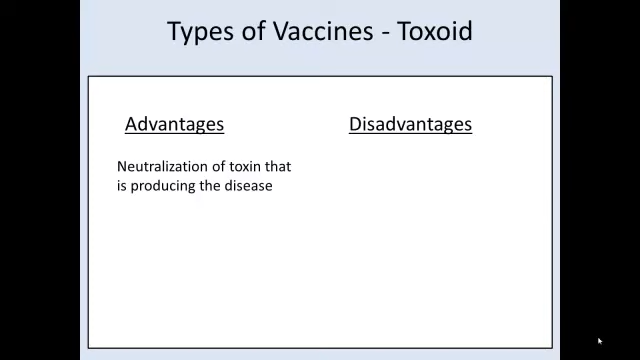 Types of Vaccines - Toxoid
Advantages
Disadvantages
Neutralization of toxin that
is producing the disease